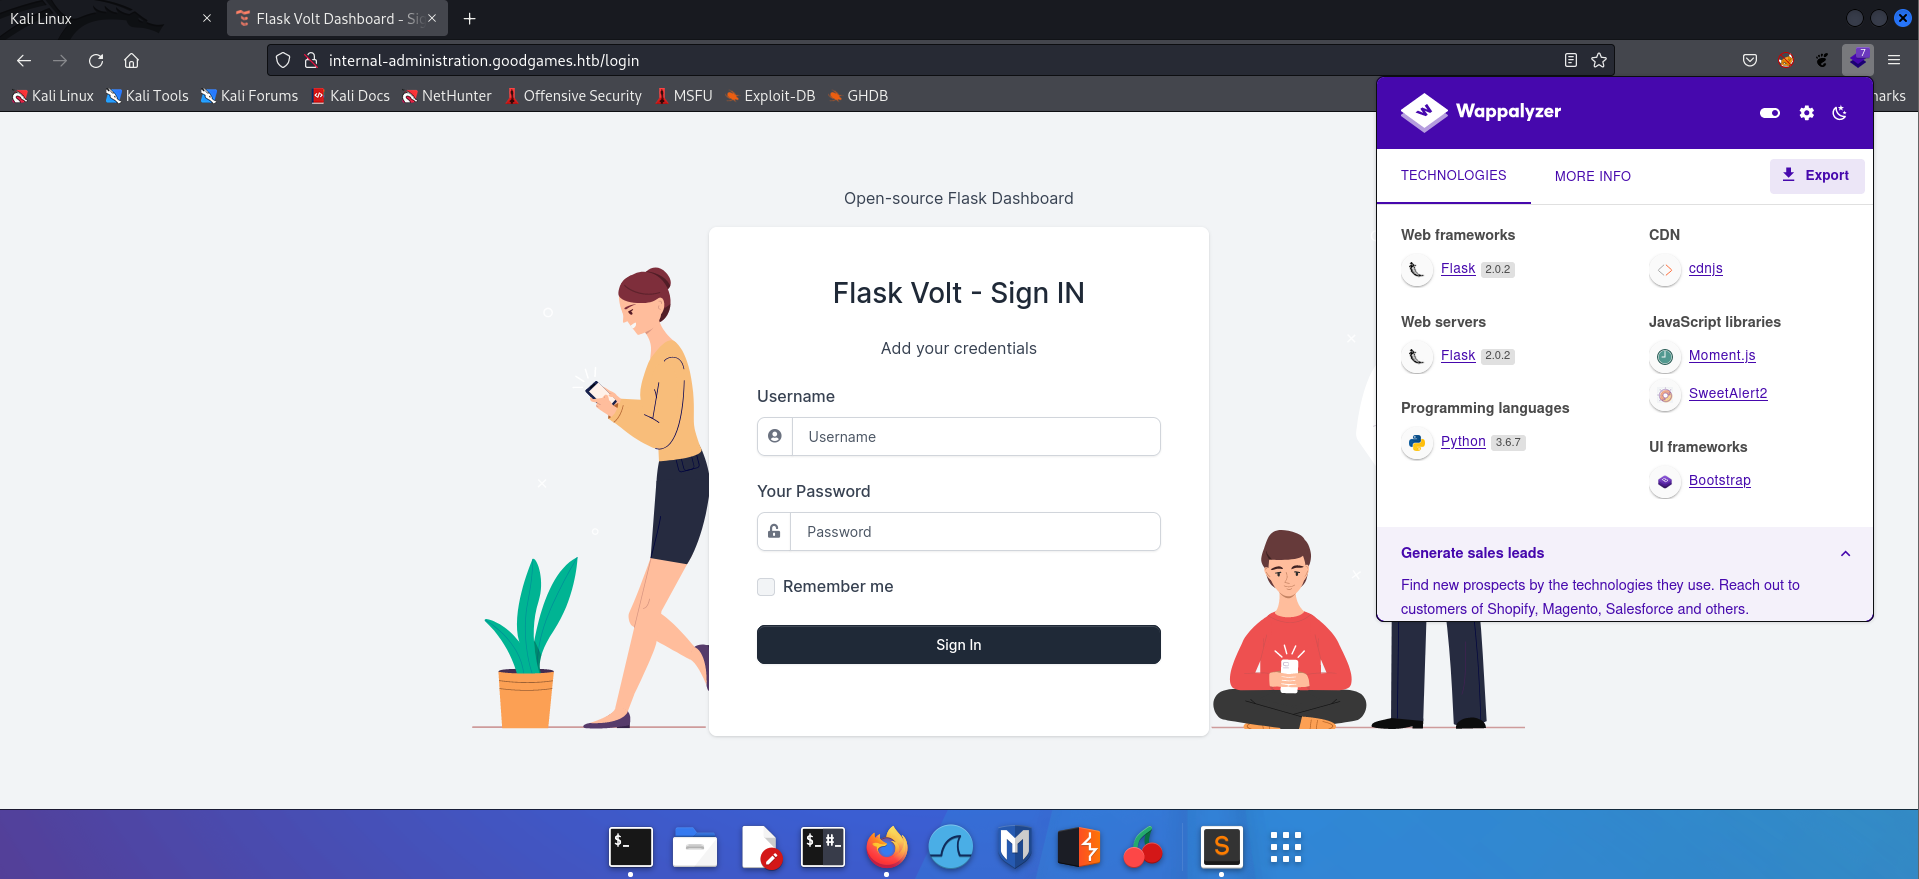 Kali Linux
Flask Volt Dashboard - Sig
internal-administration.goodgames.htb/login
7
Kali Linux
Kali Tools
Kali Forums
Kali Docs
NetHunter
Offensive Security
MSFU
Exploit-DB
GHDB
marks
Wappalyzer
TECHNOLOGIES
MORE INFO
Export
Web frameworks
Flask 2.0.2
Web servers
Flask 2.0.2
Programming languages
Python 3.6.7
CDN
cdnjs
JavaScript libraries
Moment.js
SweetAlert2
UI frameworks
Bootstrap
Generate sales leads
Find new prospects by the technologies they use. Reach out to
customers of Shopify, Magento, Salesforce and others.
Open-source Flask Dashboard
Flask Volt - Sign IN
Add your credentials
Username
Username
Your Password
Password
Remember me
Sign In
$_
$_ #_
S